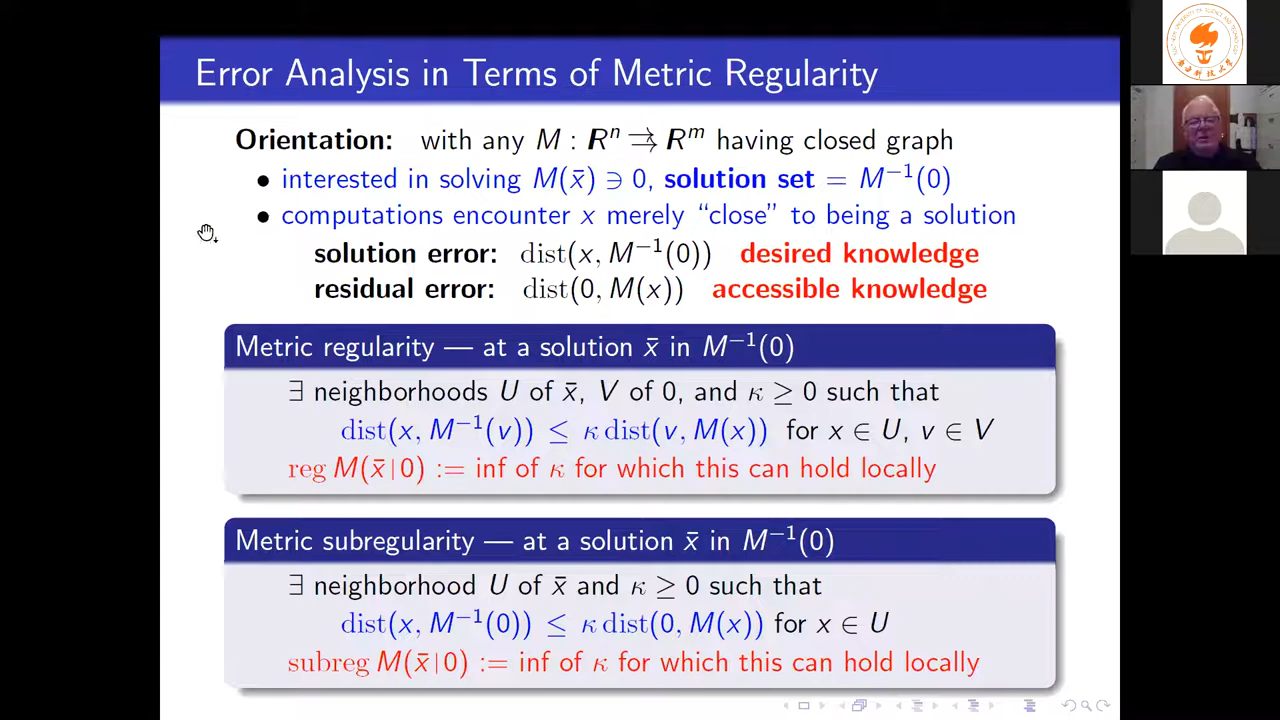 Error Analysis in Terms of Metric Regularity
Orientation: with any M : Rⁿ ⇉ Rᵐ having closed graph
• interested in solving M(x̄) ∋ 0, solution set = M⁻¹(0)
• computations encounter x merely “close” to being a solution
solution error: dist(x, M⁻¹(0)) desired knowledge
residual error: dist(0, M(x)) accessible knowledge
Metric regularity — at a solution x̄ in M⁻¹(0)
∃ neighborhoods U of x̄, V of 0, and κ ≥ 0 such that
dist(x, M⁻¹(v)) ≤ κ dist(v, M(x)) for x ∈ U, v ∈ V
reg M(x̄ | 0) := inf of κ for which this can hold locally
Metric subregularity — at a solution x̄ in M⁻¹(0)
∃ neighborhood U of x̄ and κ ≥ 0 such that
dist(x, M⁻¹(0)) ≤ κ dist(0, M(x)) for x ∈ U
subreg M(x̄ | 0) := inf of κ for which this can hold locally